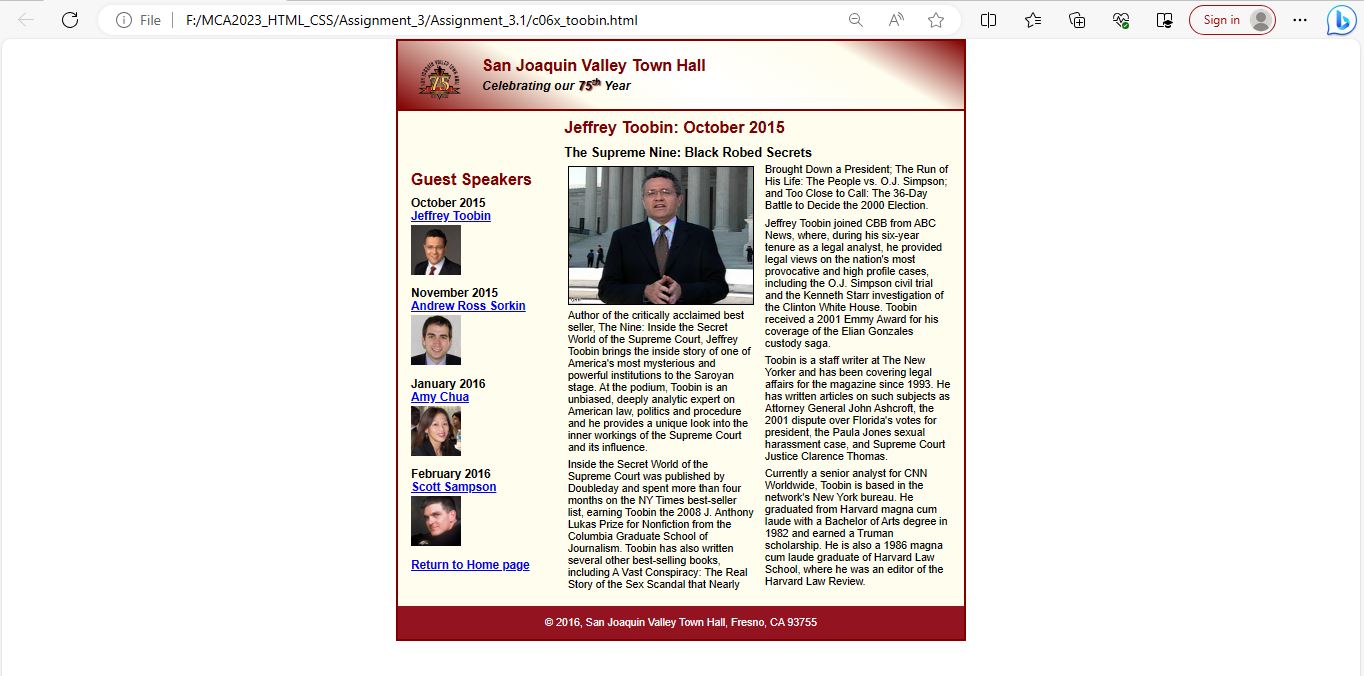 File
F:/MCA2023_HTML_CSS/Assignment_3/Assignment_3.1/c06x_toobin.html
Sign in
75
San Joaquin Valley Town Hall
Celebrating our 75th Year
Jeffrey Toobin: October 2015
The Supreme Nine: Black Robed Secrets
Guest Speakers
October 2015
Jeffrey Toobin
November 2015
Andrew Ross Sorkin
January 2016
Amy Chua
February 2016
Scott Sampson
Return to Home page
Author of the critically acclaimed best
seller, The Nine: Inside the Secret
World of the Supreme Court, Jeffrey
Toobin brings the inside story of one of
America's most mysterious and
powerful institutions to the Saroyan
stage. At the podium, Toobin is an
unbiased, deeply analytic expert on
American law, politics and procedure
and he provides a unique look into the
inner workings of the Supreme Court
and its influence.
Inside the Secret World of the
Supreme Court was published by
Doubleday and spent more than four
months on the NY Times best-seller
list, earning Toobin the 2008 J. Anthony
Lukas Prize for Nonfiction from the
Columbia Graduate School of
Journalism. Toobin has also written
several other best-selling books,
including A Vast Conspiracy: The Real
Story of the Sex Scandal that Nearly
Brought Down a President; The Run of
His Life: The People vs. O.J. Simpson;
and Too Close to Call: The 36-Day
Battle to Decide the 2000 Election.
Jeffrey Toobin joined CBB from ABC
News, where, during his six-year
tenure as a legal analyst, he provided
legal views on the nation's most
provocative and high profile cases,
including the O.J. Simpson civil trial
and the Kenneth Starr investigation of
the Clinton White House. Toobin
received a 2001 Emmy Award for his
coverage of the Elian Gonzales
custody saga.
Toobin is a staff writer at The New
Yorker and has been covering legal
affairs for the magazine since 1993. He
has written articles on such subjects as
Attorney General John Ashcroft, the
2001 dispute over Florida's votes for
president, the Paula Jones sexual
harassment case, and Supreme Court
Justice Clarence Thomas.
Currently a senior analyst for CNN
Worldwide, Toobin is based in the
network's New York bureau. He
graduated from Harvard magna cum
laude with a Bachelor of Arts degree in
1982 and earned a Truman
scholarship. He is also a 1986 magna
cum laude graduate of Harvard Law
School, where he was an editor of the
Harvard Law Review.
© 2016, San Joaquin Valley Town Hall, Fresno, CA 93755